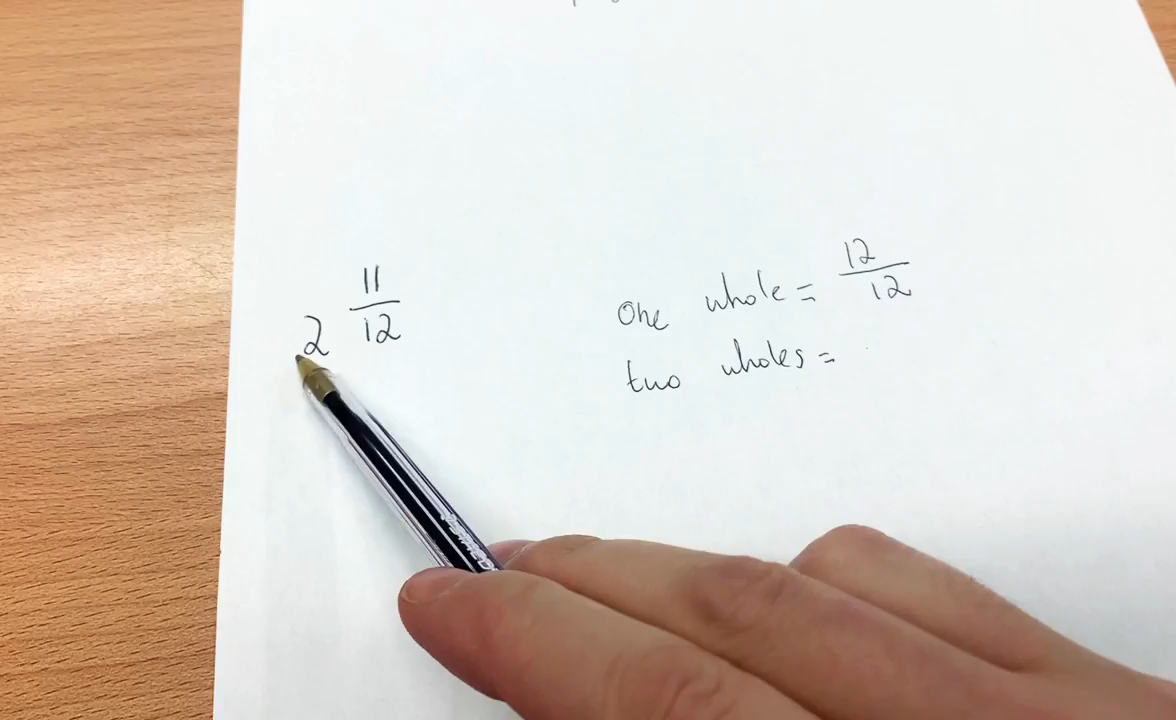 2 11/12
One whole = 12/12
two wholes =